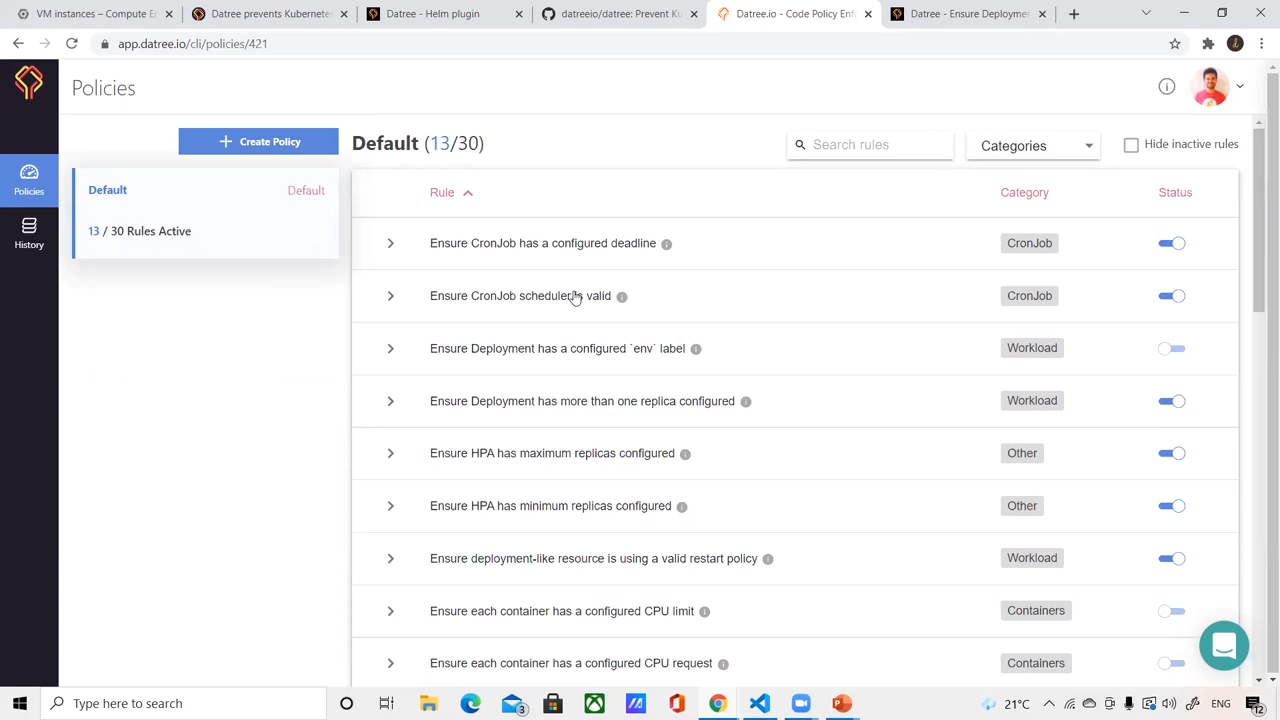 VM instances – Compute En
Datree prevents Kubernete
Datree - Helm plugin
datreeio/datree: Prevent Ku
Datree.io - Code Policy Enf
Datree - Ensure Deployme
app.datree.io/cli/policies/421
Policies
Create Policy
Default (13/30)
Search rules
Categories
Hide inactive rules
Policies
History
Default
Default
13 / 30 Rules Active
Rule
Category
Status
Ensure CronJob has a configured deadline
CronJob
Ensure CronJob scheduler is valid
CronJob
Ensure Deployment has a configured `env` label
Workload
Ensure Deployment has more than one replica configured
Workload
Ensure HPA has maximum replicas configured
Other
Ensure HPA has minimum replicas configured
Other
Ensure deployment-like resource is using a valid restart policy
Workload
Ensure each container has a configured CPU limit
Containers
Ensure each container has a configured CPU request
Containers
Type here to search
3
21°C
ENG
12